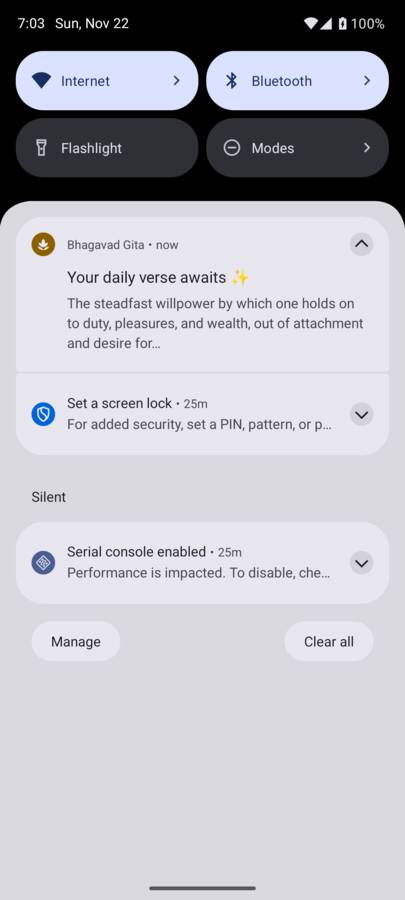 7:03 Sun, Nov 22 100%
Internet Bluetooth
Flashlight Modes
Bhagavad Gita • now
Your daily verse awaits ✨
The steadfast willpower by which one holds on
to duty, pleasures, and wealth, out of attachment
and desire for…
Set a screen lock • 25m
For added security, set a PIN, pattern, or p…
Silent
Serial console enabled • 25m
Performance is impacted. To disable, che…
Manage Clear all